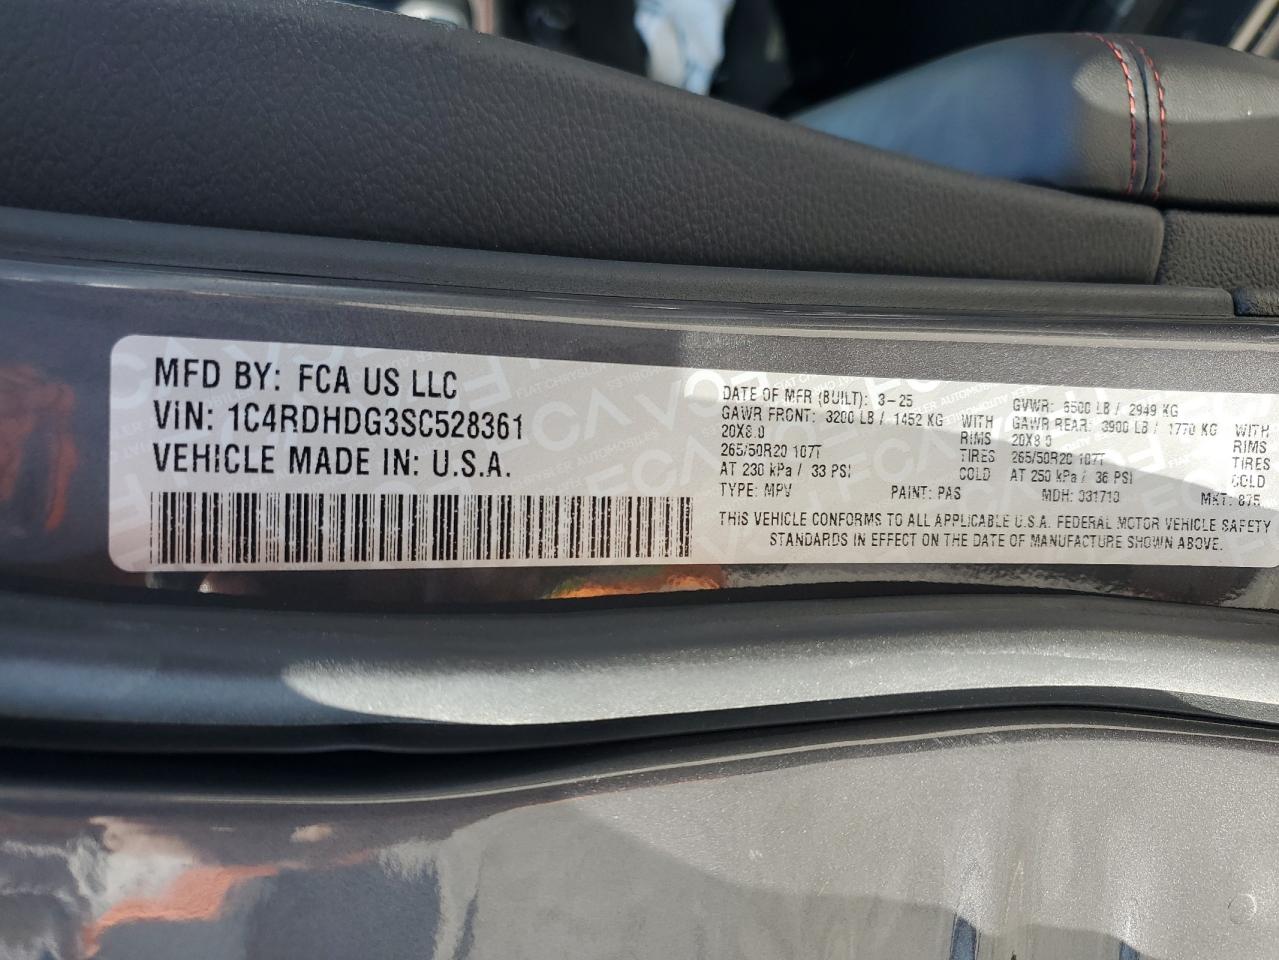 MFD BY: FCA US LLC
VIN: 1C4RDHDG3SC528361
VEHICLE MADE IN: U.S.A.
DATE OF MFR (BUILT): 3-25
GAWR FRONT: 3200 LB / 1452 KG WITH
20X8.0 RIMS
265/50R20 107T TIRES
AT 230 kPa / 33 PSI COLD
TYPE: MPV PAINT: PAS
GVWR: 6500 LB / 2949 KG
GAWR REAR: 3900 LB / 1770 KG WITH
20X8.0 RIMS
265/50R20 107T TIRES
AT 250 kPa / 36 PSI COLD
MDH: 031710 MKT: 875
THIS VEHICLE CONFORMS TO ALL APPLICABLE U.S.A. FEDERAL MOTOR VEHICLE SAFETY
STANDARDS IN EFFECT ON THE DATE OF MANUFACTURE SHOWN ABOVE.